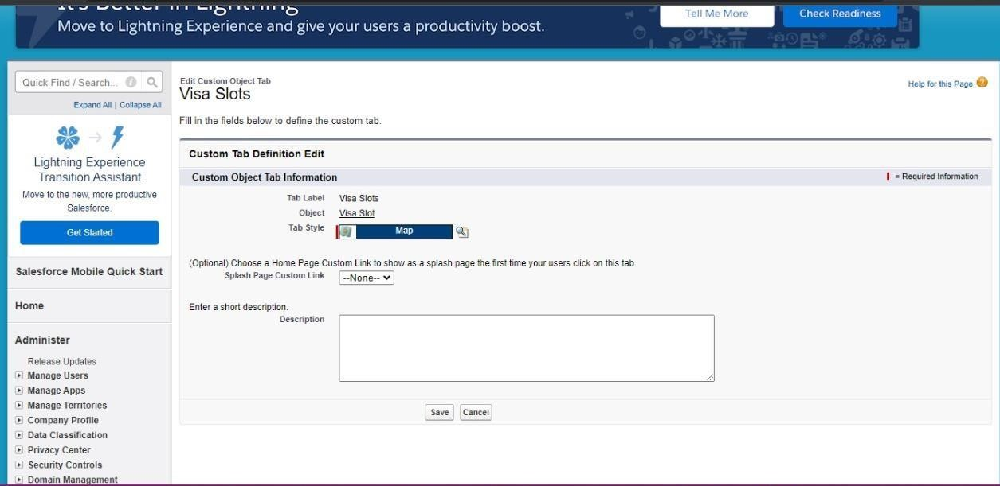 It's Better in Lightning
Move to Lightning Experience and give your users a productivity boost.
Tell Me More
Check Readiness
Quick Find / Search...
Expand All | Collapse All
Lightning Experience
Transition Assistant
Move to the new, more productive
Salesforce.
Get Started
Salesforce Mobile Quick Start
Home
Administer
Release Updates
Manage Users
Manage Apps
Manage Territories
Company Profile
Data Classification
Privacy Center
Security Controls
Domain Management
Edit Custom Object Tab
Visa Slots
Help for this Page
Fill in the fields below to define the custom tab.
Custom Tab Definition Edit
Custom Object Tab Information
= Required Information
Tab Label Visa Slots
Object Visa Slot
Tab Style Map
(Optional) Choose a Home Page Custom Link to show as a splash page the first time your users click on this tab.
Splash Page Custom Link --None--
Enter a short description.
Description
Save Cancel